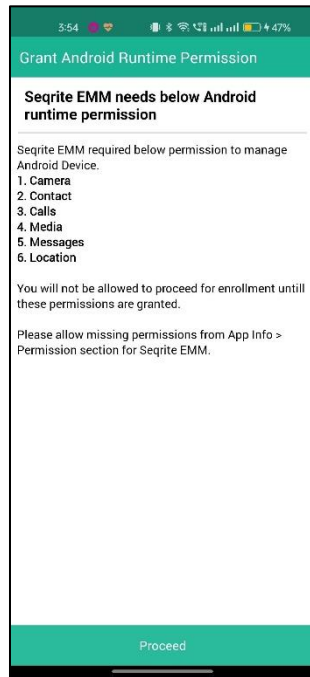 3:54 47%
Grant Android Runtime Permission
Seqrite EMM needs below Android
runtime permission
Seqrite EMM required below permission to manage
Android Device.
1. Camera
2. Contact
3. Calls
4. Media
5. Messages
6. Location
You will not be allowed to proceed for enrollment untill
these permissions are granted.
Please allow missing permissions from App Info >
Permission section for Seqrite EMM.
Proceed